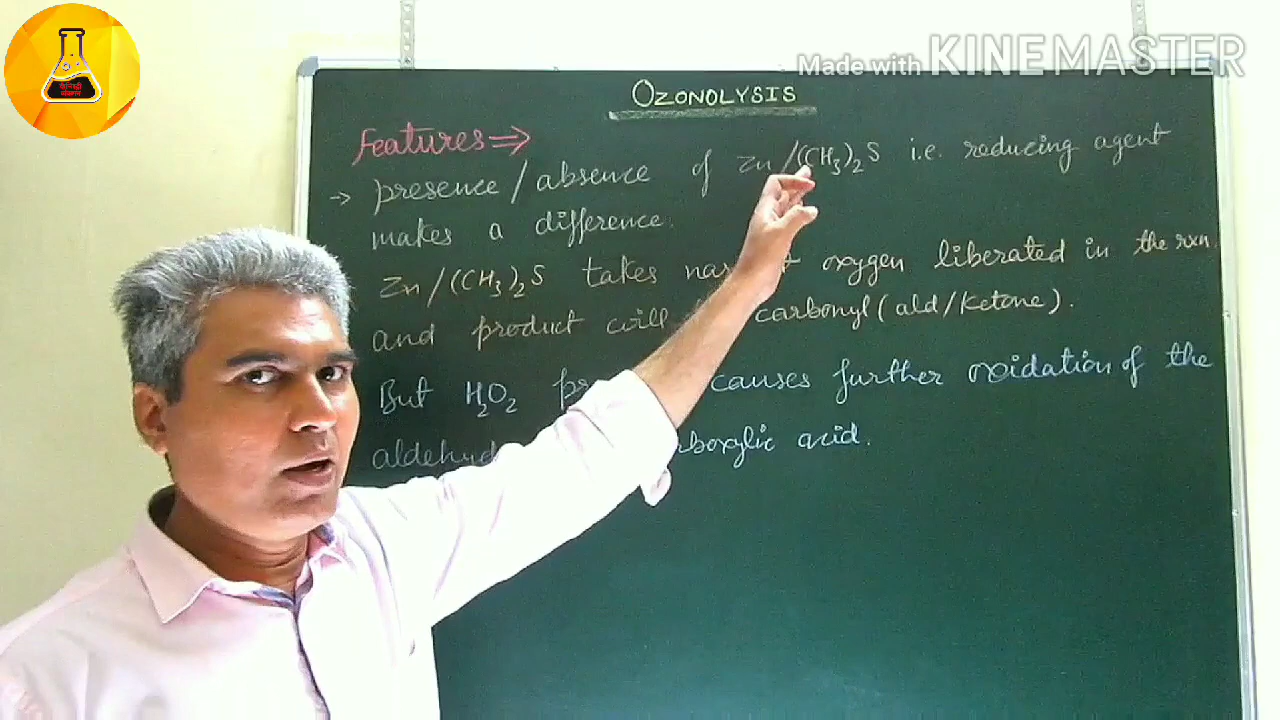 Made with KINEMASTER
OZONOLYSIS
Features ⇒
→ presence/absence of Zn/(CH₃)₂S i.e. reducing agent
makes a difference.
Zn/(CH₃)₂S takes oxygen liberated in the rxn.
and product will carbonyl (ald/Ketone).
But H₂O₂ causes further oxidation of the
acid.